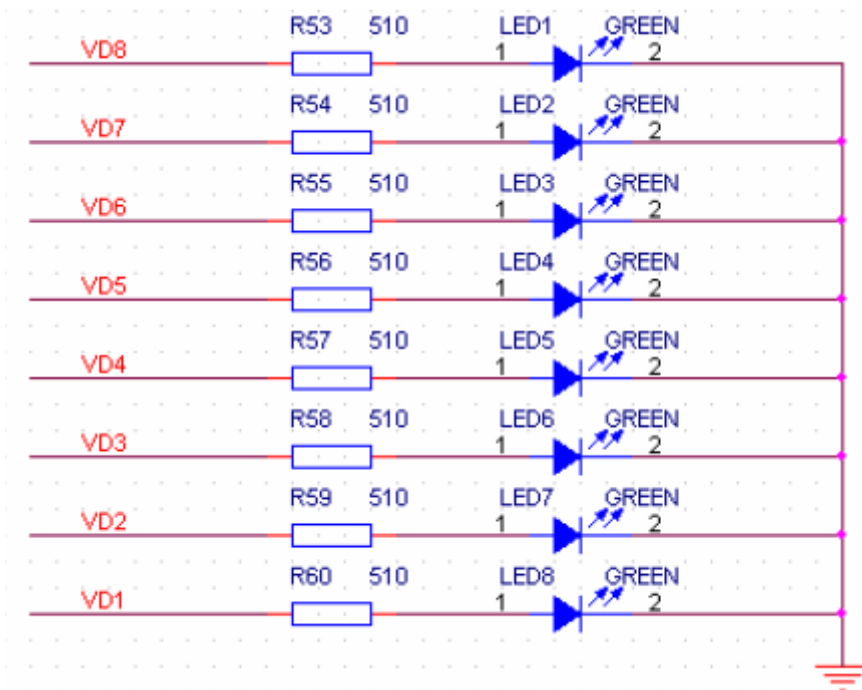 R53 510 LED1 GREEN
VD8 1 2
R54 510 LED2 GREEN
VD7 1 2
R55 510 LED3 GREEN
VD6 1 2
R56 510 LED4 GREEN
VD5 1 2
R57 510 LED5 GREEN
VD4 1 2
R58 510 LED6 GREEN
VD3 1 2
R59 510 LED7 GREEN
VD2 1 2
R60 510 LED8 GREEN
VD1 1 2